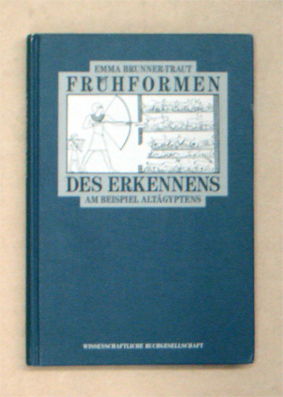 EMMA BRUNNER-TRAUT
FRÜHFORMEN
DES ERKENNENS
AM BEISPIEL ALTÄGYPTENS
WISSENSCHAFTLICHE BUCHGESELLSCHAFT